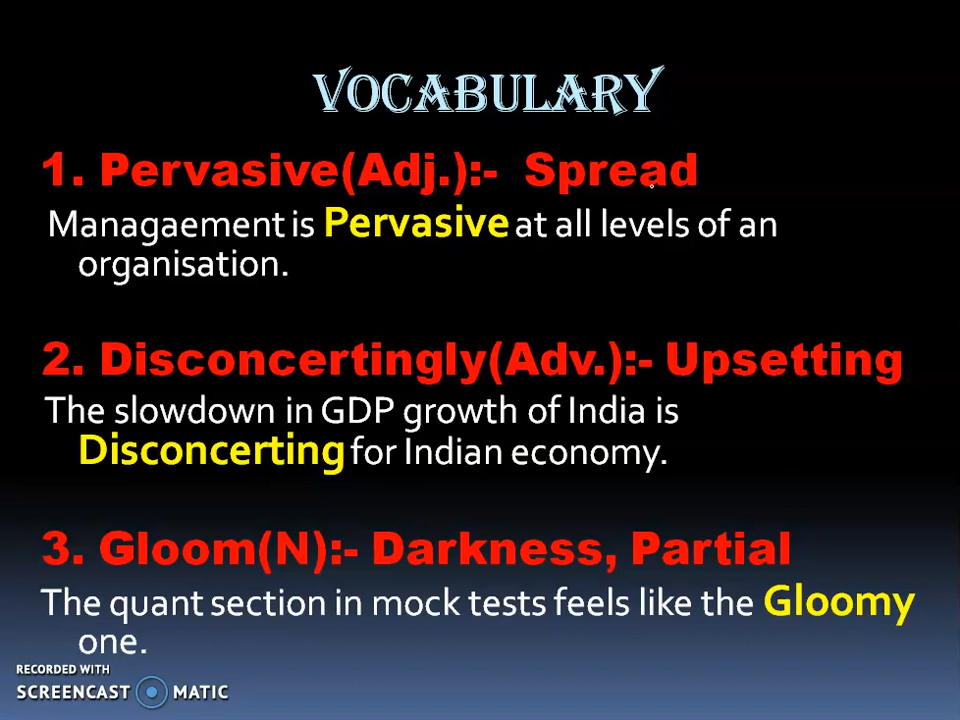 VOCABULARY
1. Pervasive(Adj.):- Spread
Managaement is Pervasive at all levels of an
organisation.
2. Disconcertingly(Adv.):- Upsetting
The slowdown in GDP growth of India is
Disconcerting for Indian economy.
3. Gloom(N):- Darkness, Partial
The quant section in mock tests feels like the Gloomy
one.
RECORDED WITH
SCREENCAST MATIC